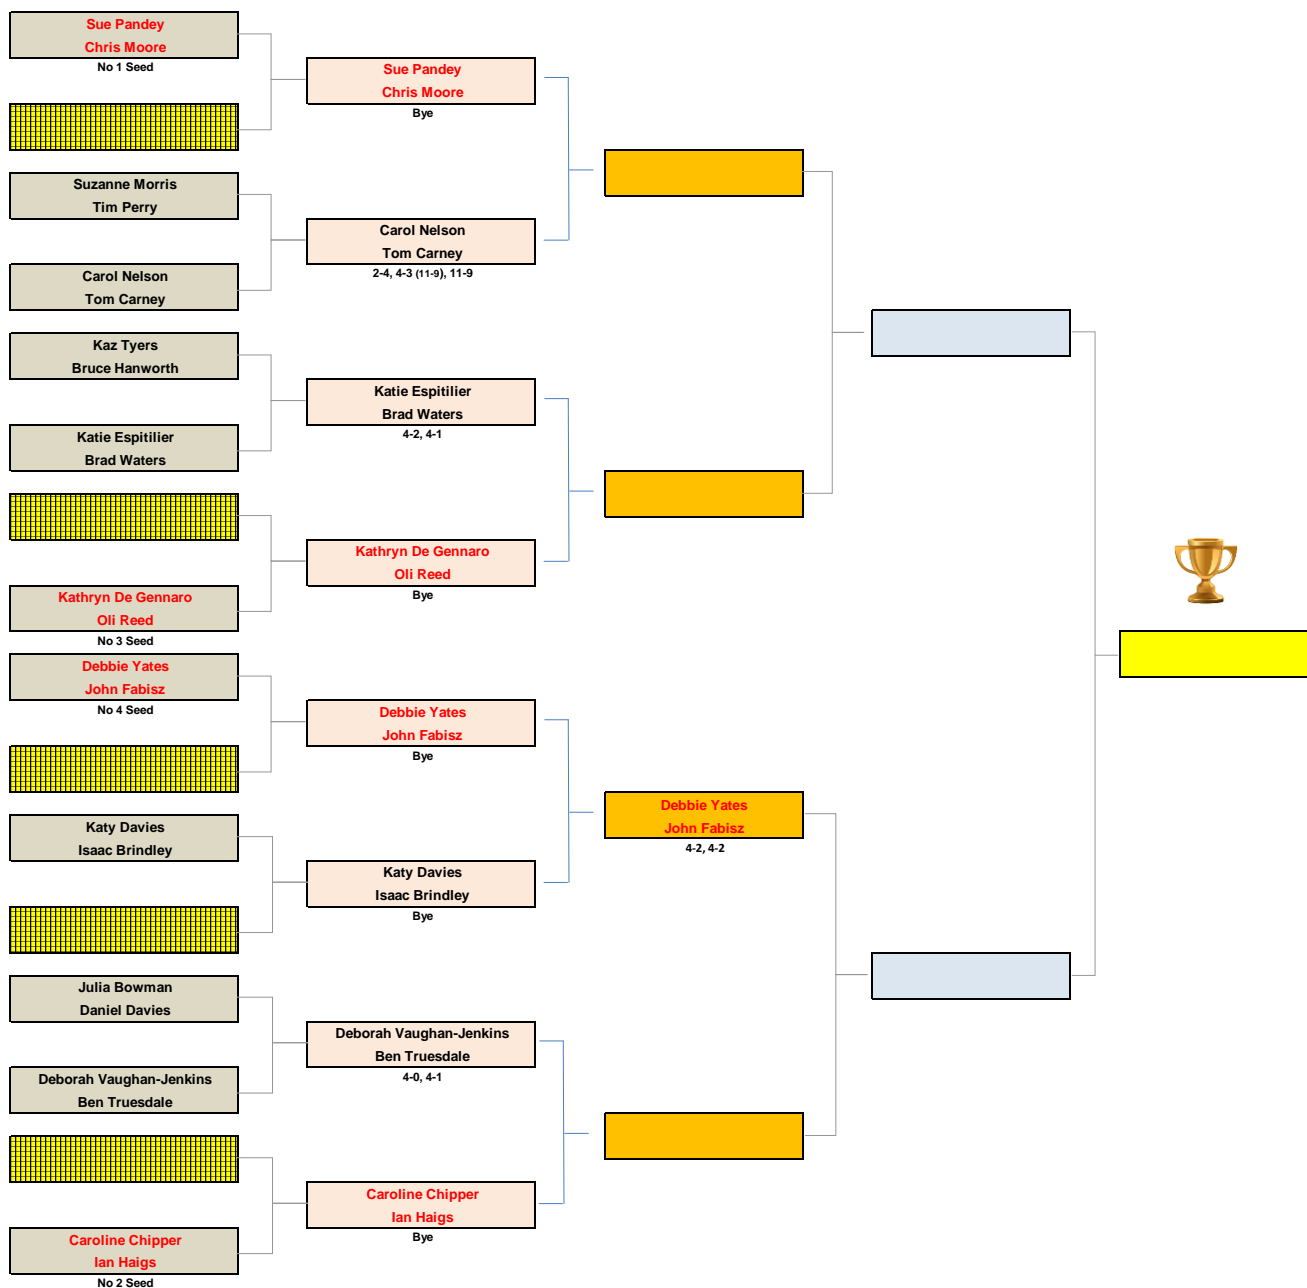 Sue Pandey
Chris Moore
No 1 Seed
Suzanne Morris
Tim Perry
Carol Nelson
Tom Carney
Kaz Tyers
Bruce Hanworth
Katie Espitilier
Brad Waters
Kathryn De Gennaro
Oli Reed
No 3 Seed
Debbie Yates
John Fabisz
No 4 Seed
Katy Davies
Isaac Brindley
Julia Bowman
Daniel Davies
Deborah Vaughan-Jenkins
Ben Truesdale
Caroline Chipper
Ian Haigs
No 2 Seed
Sue Pandey
Chris Moore
Bye
Carol Nelson
Tom Carney
2-4, 4-3 (11-9), 11-9
Katie Espitilier
Brad Waters
4-2, 4-1
Kathryn De Gennaro
Oli Reed
Bye
Debbie Yates
John Fabisz
Bye
Katy Davies
Isaac Brindley
Bye
Deborah Vaughan-Jenkins
Ben Truesdale
4-0, 4-1
Caroline Chipper
Ian Haigs
Bye
Debbie Yates
John Fabisz
4-2, 4-2